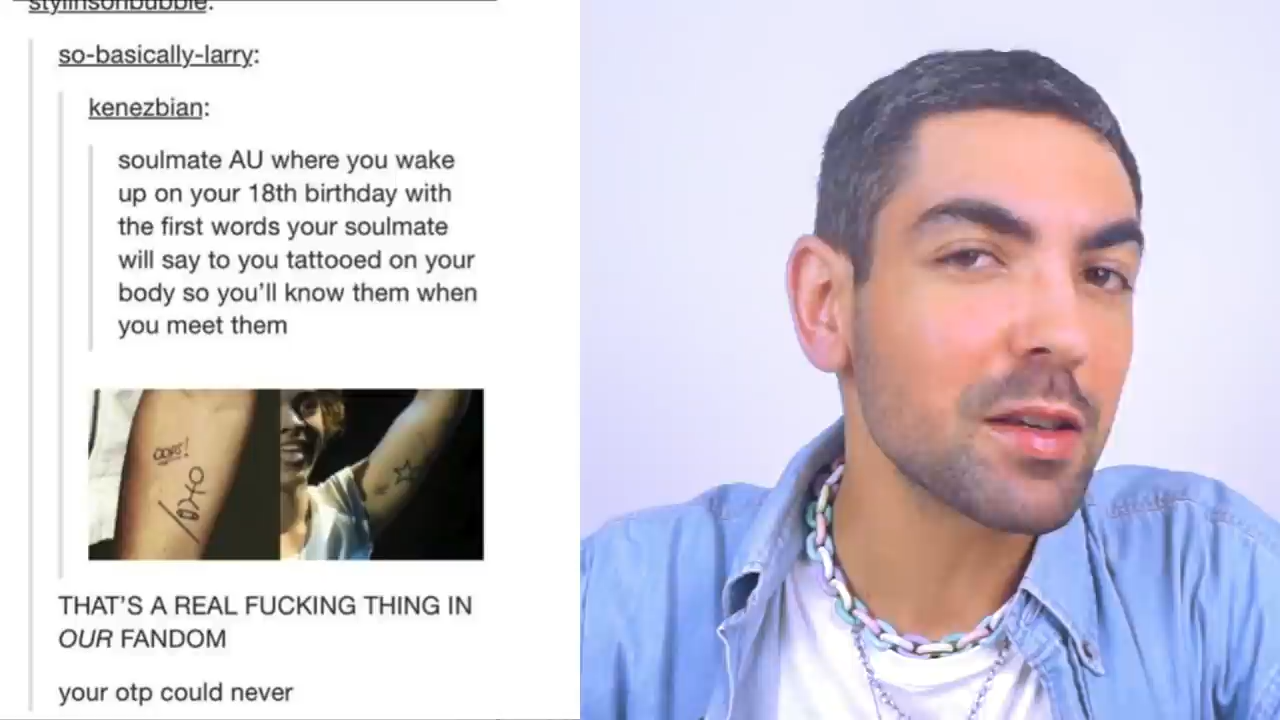 stylinsonbubble:
so-basically-larry:
kenezbian:
soulmate AU where you wake
up on your 18th birthday with
the first words your soulmate
will say to you tattooed on your
body so you'll know them when
you meet them
oops!
THAT'S A REAL FUCKING THING IN
OUR FANDOM
your otp could never